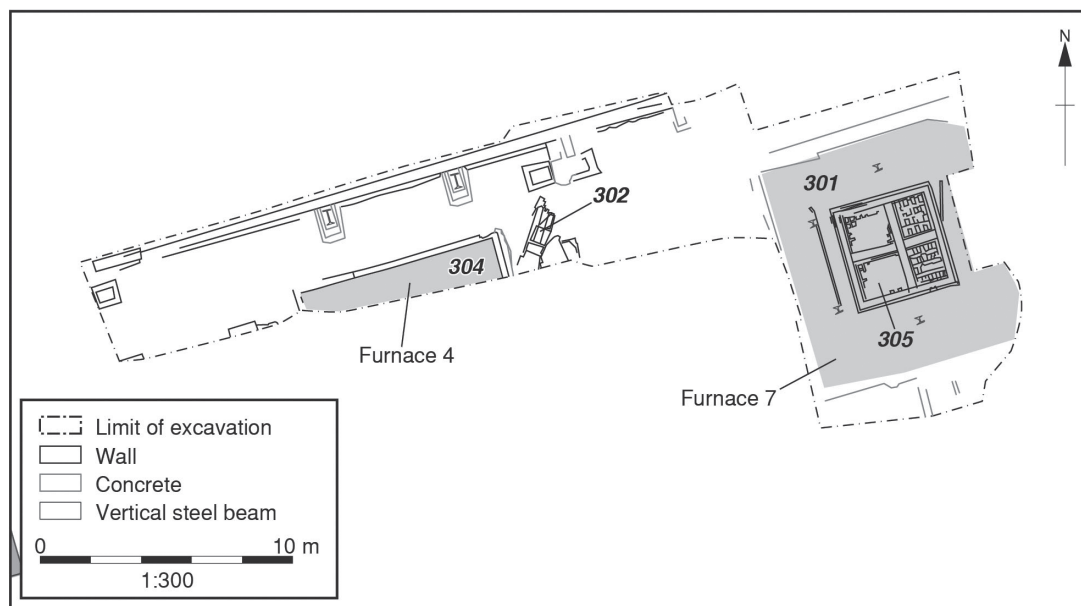 N
301
302
304
Furnace 4
305
Furnace 7
Limit of excavation
Wall
Concrete
Vertical steel beam
0 10 m
1:300